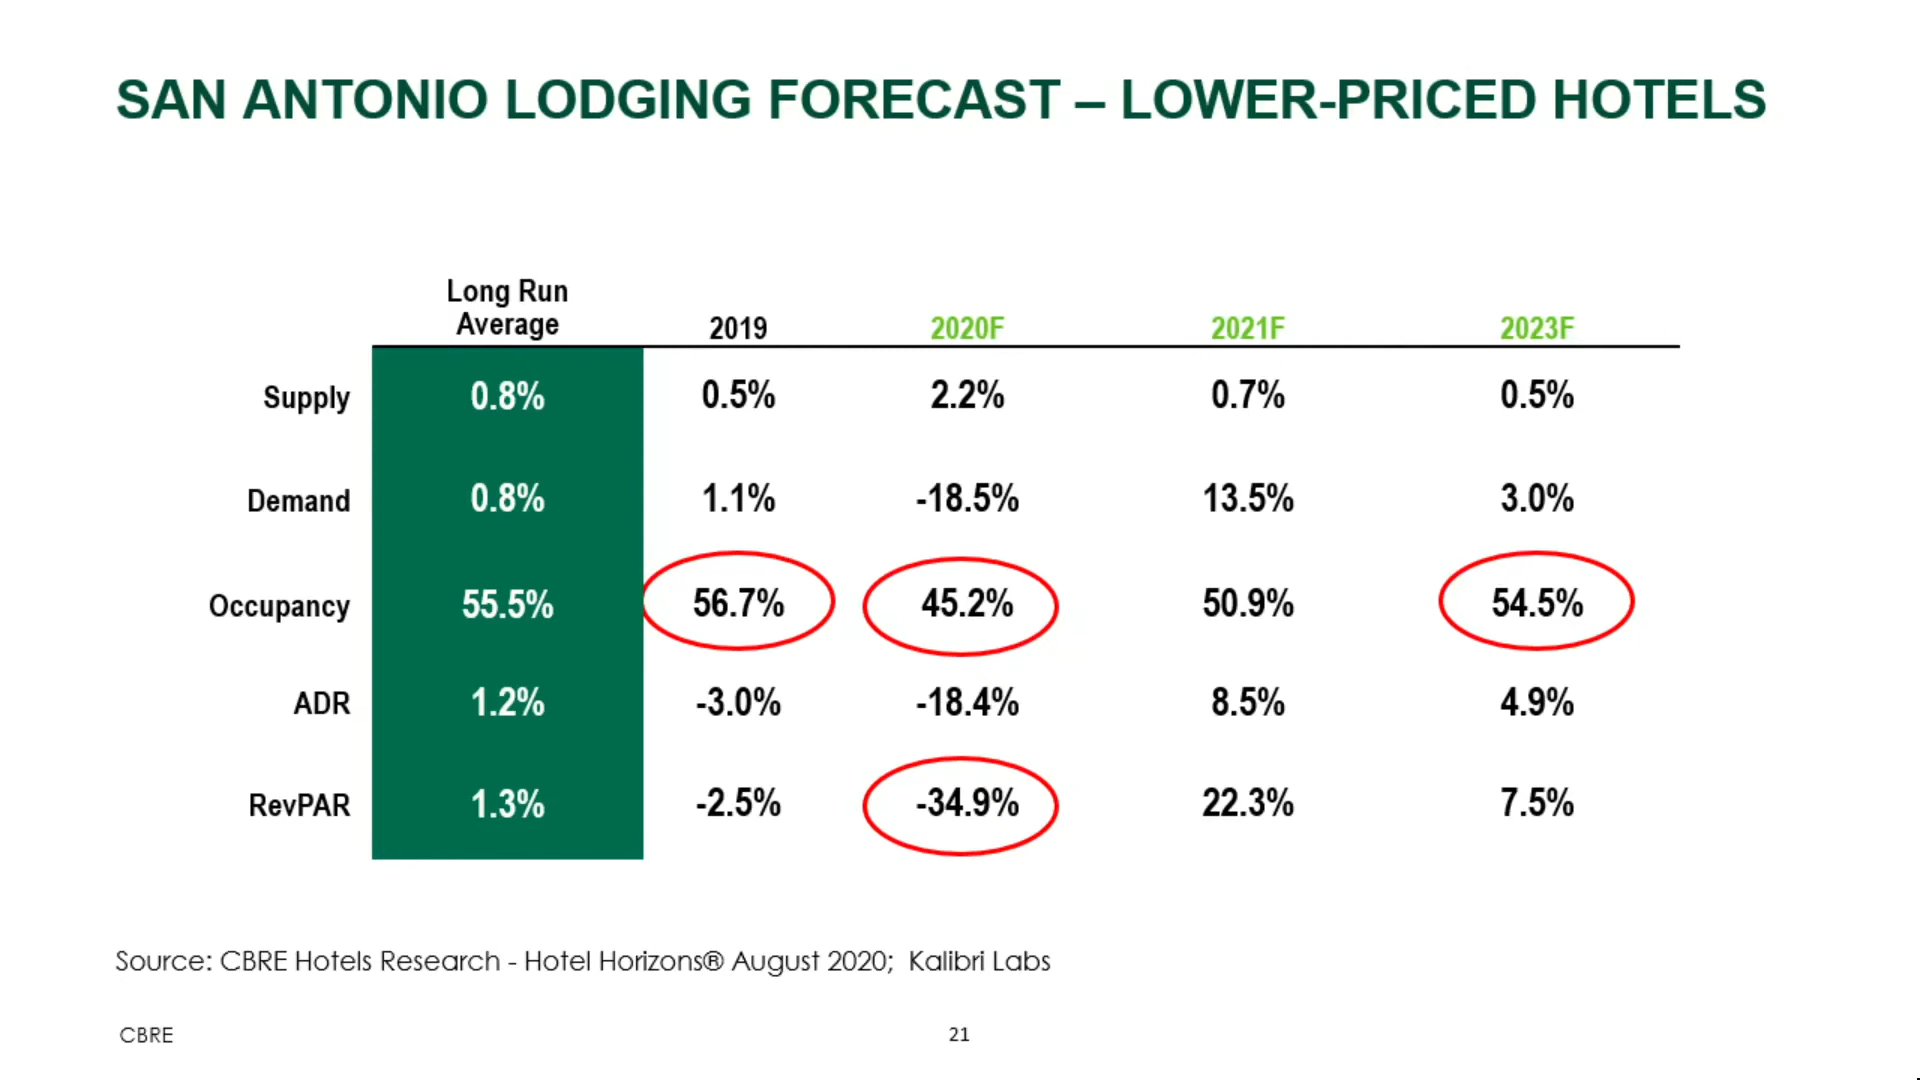 SAN ANTONIO LODGING FORECAST – LOWER-PRICED HOTELS
Long Run
Average 2019 2020F 2021F 2023F
Supply 0.8% 0.5% 2.2% 0.7% 0.5%
Demand 0.8% 1.1% -18.5% 13.5% 3.0%
Occupancy 55.5% 56.7% 45.2% 50.9% 54.5%
ADR 1.2% -3.0% -18.4% 8.5% 4.9%
RevPAR 1.3% -2.5% -34.9% 22.3% 7.5%
Source: CBRE Hotels Research - Hotel Horizons® August 2020; Kalibri Labs
CBRE 21